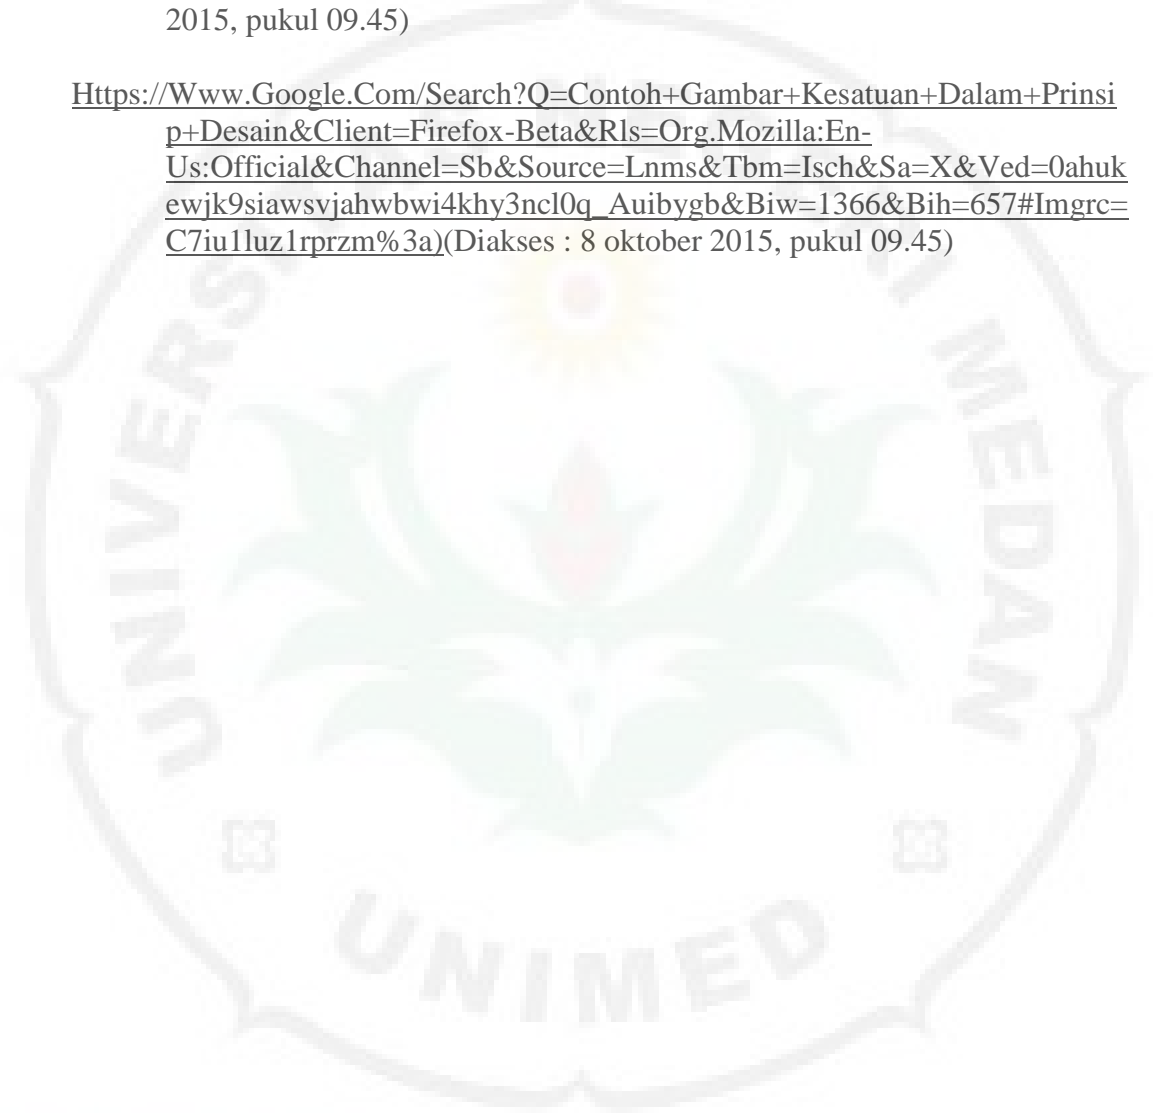 2015, pukul 09.45)
Https://Www.Google.Com/Search?Q=Contoh+Gambar+Kesatuan+Dalam+Prinsi
p+Desain&Client=Firefox-Beta&Rls=Org.Mozilla:En-
Us:Official&Channel=Sb&Source=Lnms&Tbm=Isch&Sa=X&Ved=0ahuk
ewjk9siawsvjahwbwi4khy3ncl0q_Auibygb&Biw=1366&Bih=657#Imgrc=
C7iu1luz1rprzm%3a)(Diakses : 8 oktober 2015, pukul 09.45)
UNIVERSITAS NEGERI MEDAN
UNIMED